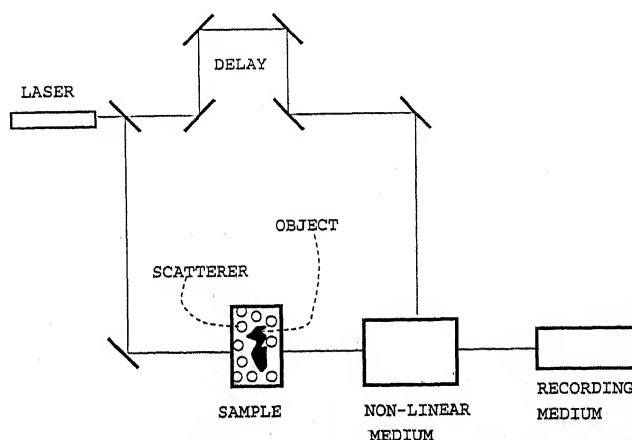 DELAY
LASER
OBJECT
SCATTERER
SAMPLE
NON-LINEAR
MEDIUM
RECORDING
MEDIUM